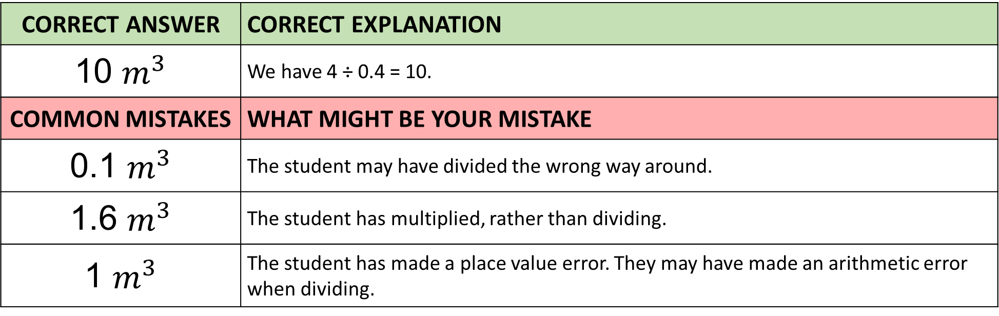 CORRECT ANSWER CORRECT EXPLANATION
10 m³ We have 4 ÷ 0.4 = 10.
COMMON MISTAKES WHAT MIGHT BE YOUR MISTAKE
0.1 m³ The student may have divided the wrong way around.
1.6 m³ The student has multiplied, rather than dividing.
1 m³ The student has made a place value error. They may have made an arithmetic error
when dividing.